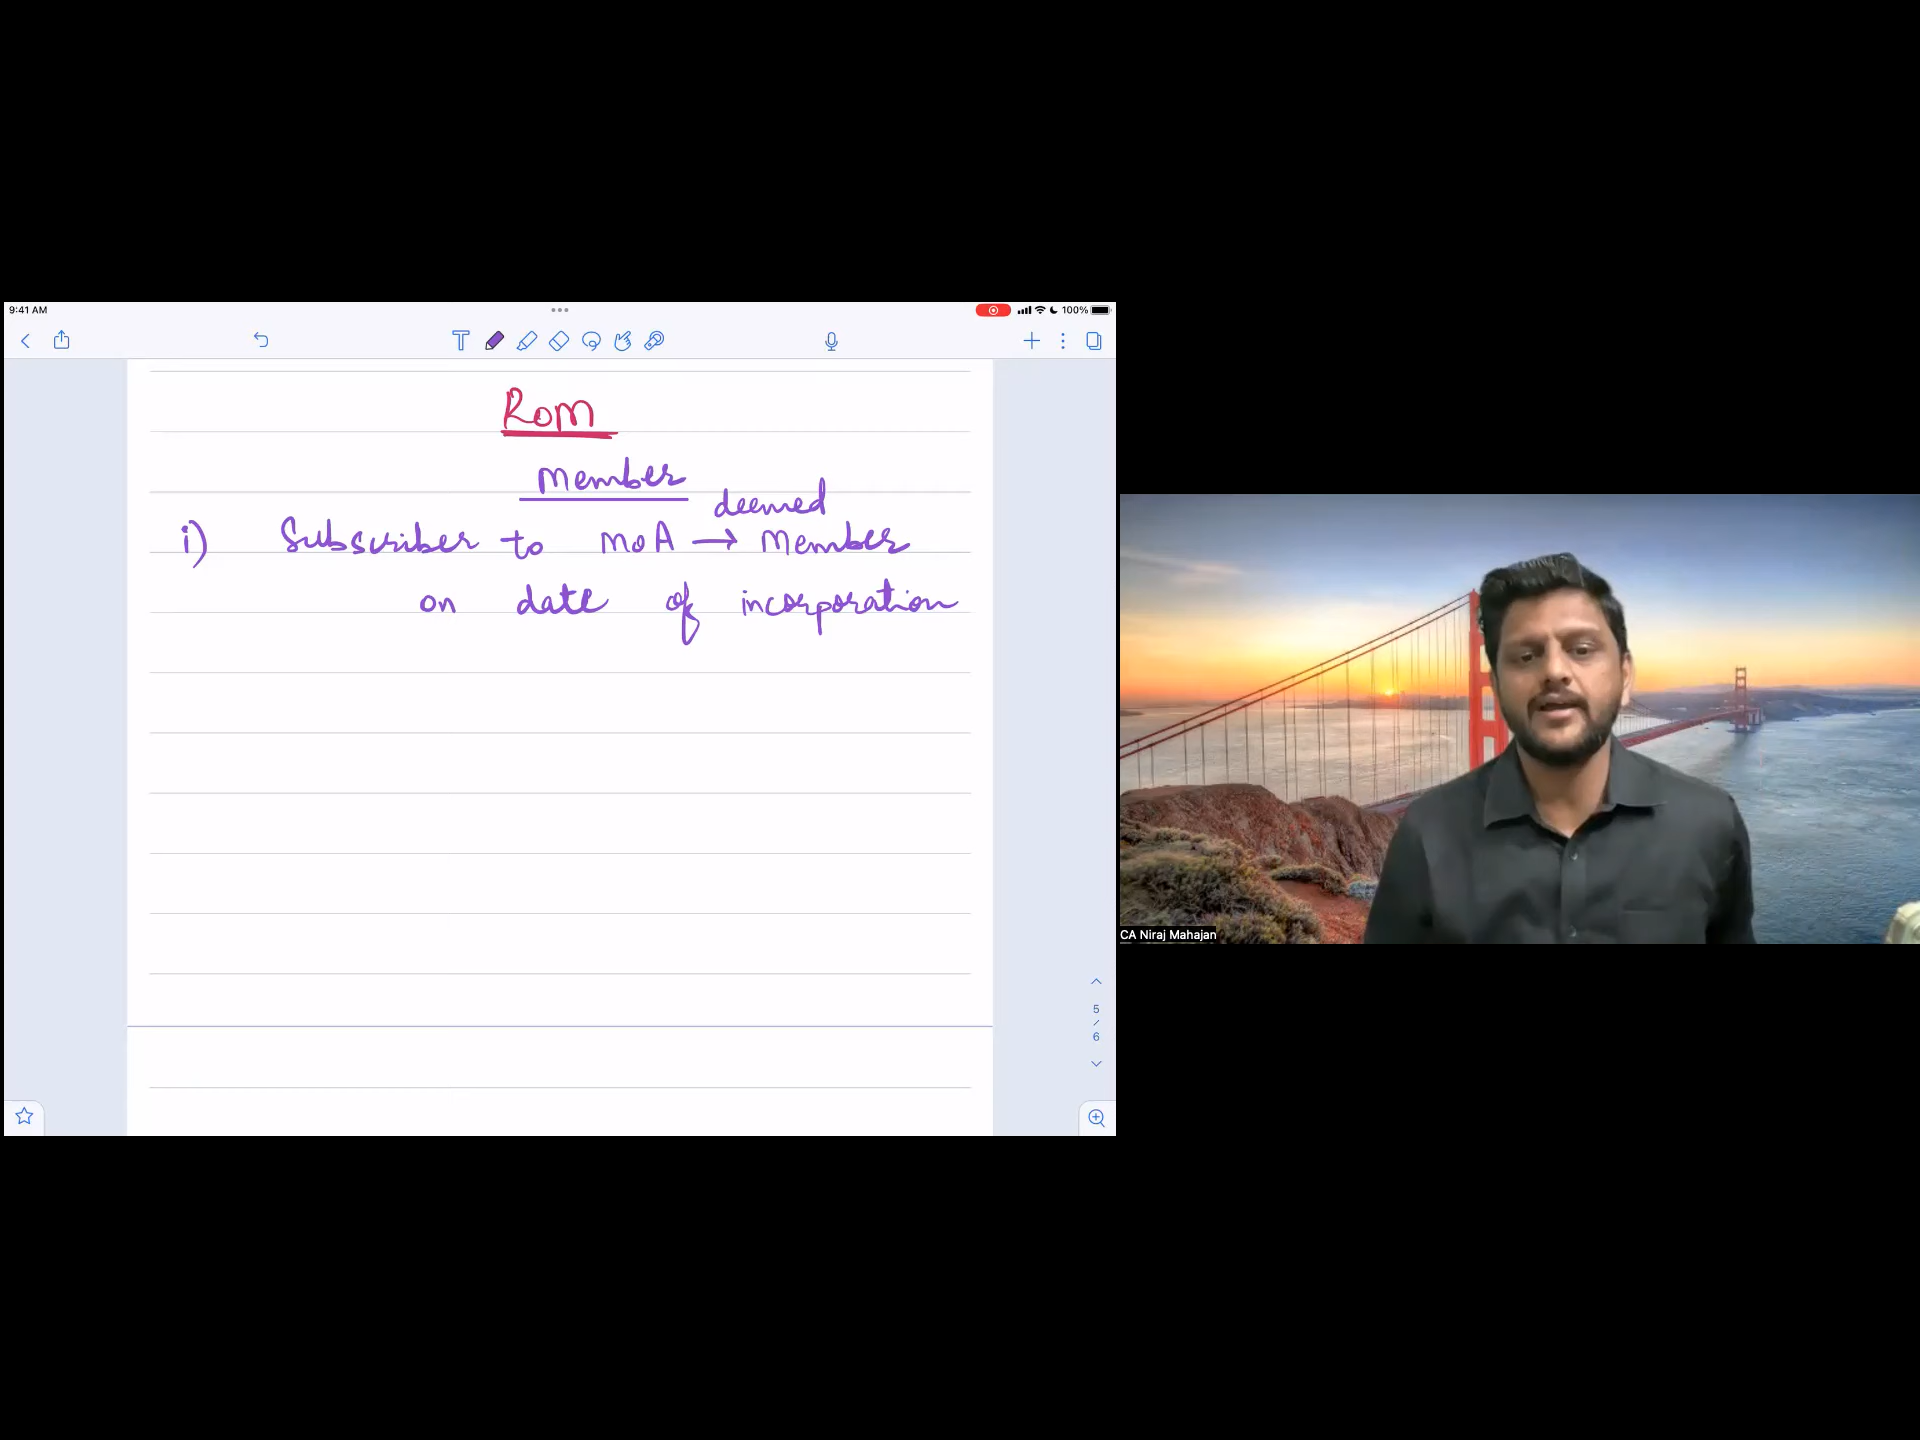 9:41 AM
100%
RoM
Member
deemed
i) Subscriber to MoA → Member
on date of incorporation
CA Niraj Mahajan
5
/
6